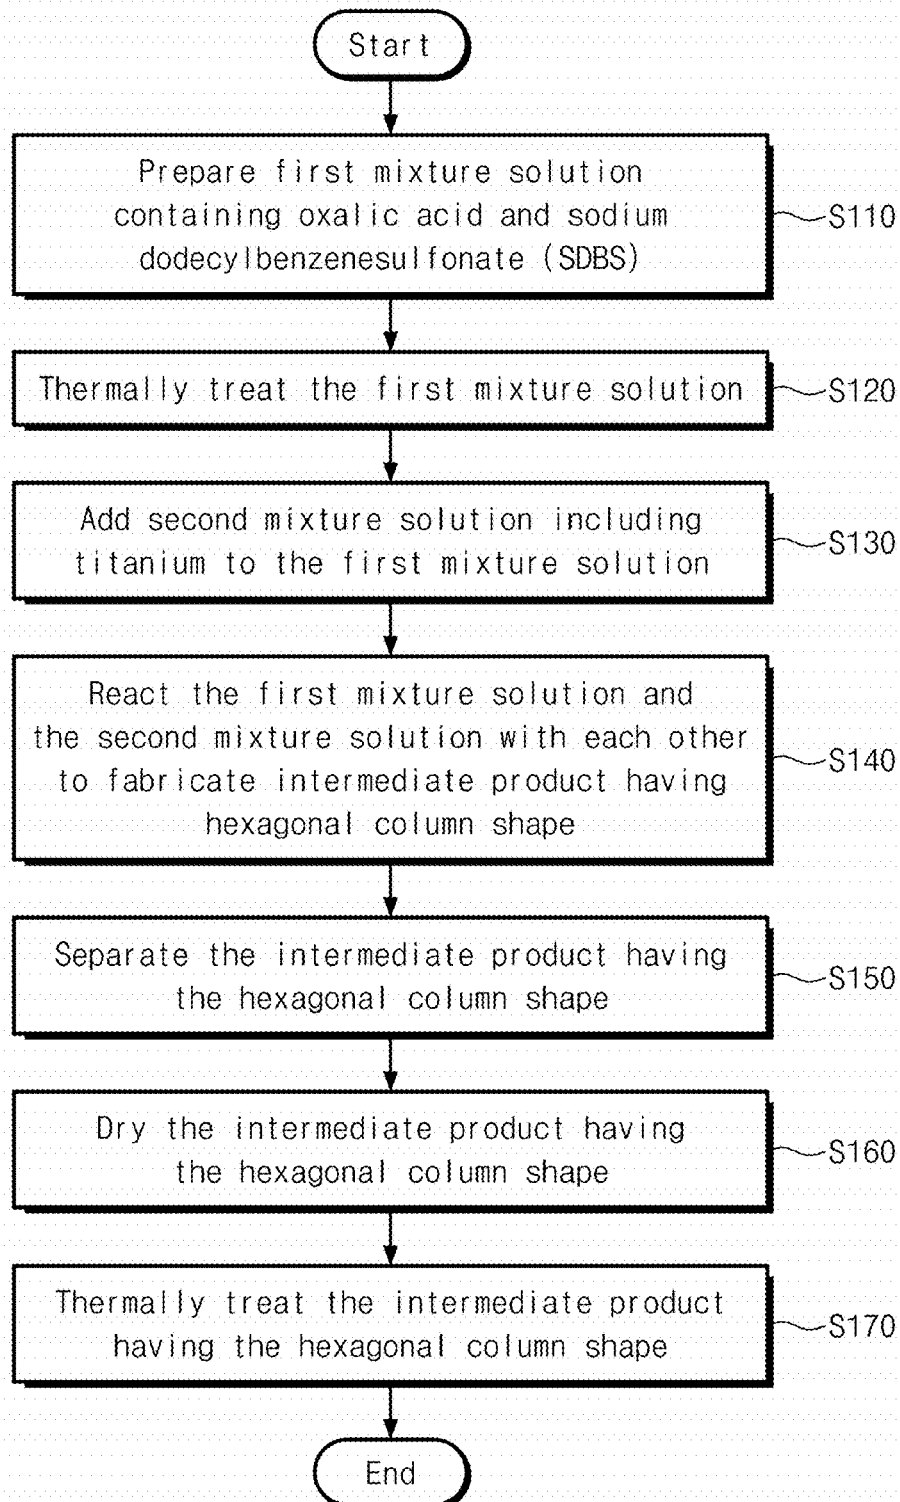 Start
Prepare first mixture solution
containing oxalic acid and sodium
dodecylbenzenesulfonate (SDBS)
S110
Thermally treat the first mixture solution
S120
Add second mixture solution including
titanium to the first mixture solution
S130
React the first mixture solution and
the second mixture solution with each other
to fabricate intermediate product having
hexagonal column shape
S140
Separate the intermediate product having
the hexagonal column shape
S150
Dry the intermediate product having
the hexagonal column shape
S160
Thermally treat the intermediate product
having the hexagonal column shape
S170
End